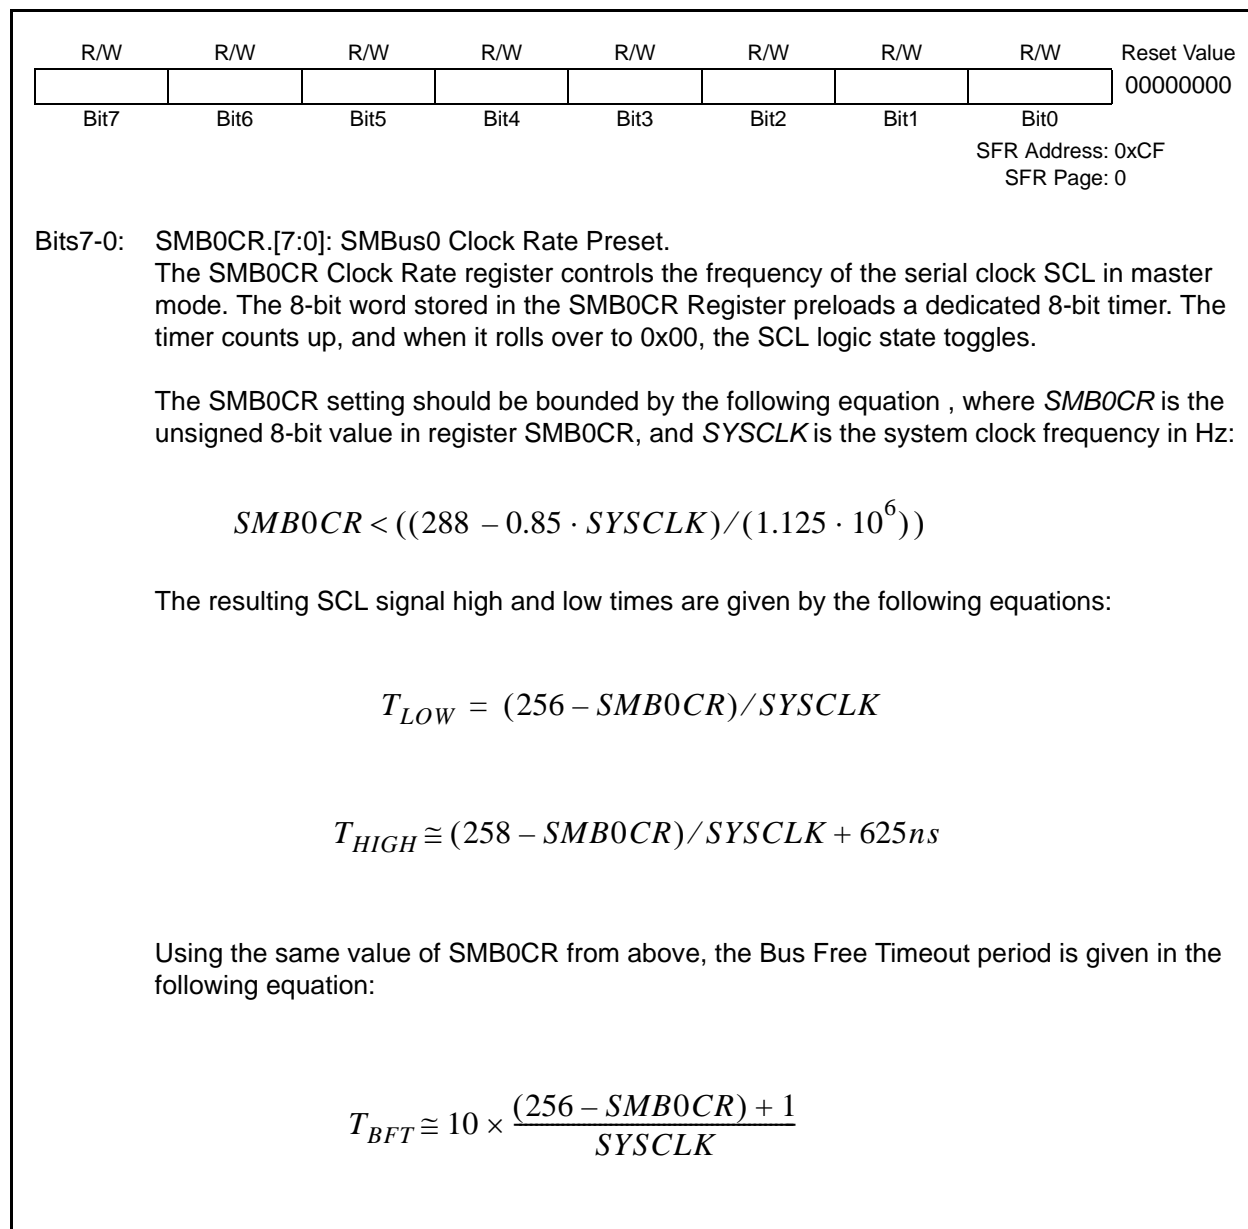 R/W R/W R/W R/W R/W R/W R/W R/W Reset Value
00000000
Bit7 Bit6 Bit5 Bit4 Bit3 Bit2 Bit1 Bit0
SFR Address: 0xCF
SFR Page: 0
Bits7-0: SMB0CR.[7:0]: SMBus0 Clock Rate Preset.
The SMB0CR Clock Rate register controls the frequency of the serial clock SCL in master
mode. The 8-bit word stored in the SMB0CR Register preloads a dedicated 8-bit timer. The
timer counts up, and when it rolls over to 0x00, the SCL logic state toggles.
The SMB0CR setting should be bounded by the following equation , where SMB0CR is the
unsigned 8-bit value in register SMB0CR, and SYSCLK is the system clock frequency in Hz:
SMB0CR < ((288 – 0.85 · SYSCLK)/(1.125 · 10^6))
The resulting SCL signal high and low times are given by the following equations:
T_LOW = (256 – SMB0CR)/SYSCLK
T_HIGH ≅ (258 – SMB0CR)/SYSCLK + 625ns
Using the same value of SMB0CR from above, the Bus Free Timeout period is given in the
following equation:
T_BFT ≅ 10 × (256 – SMB0CR) + 1
SYSCLK